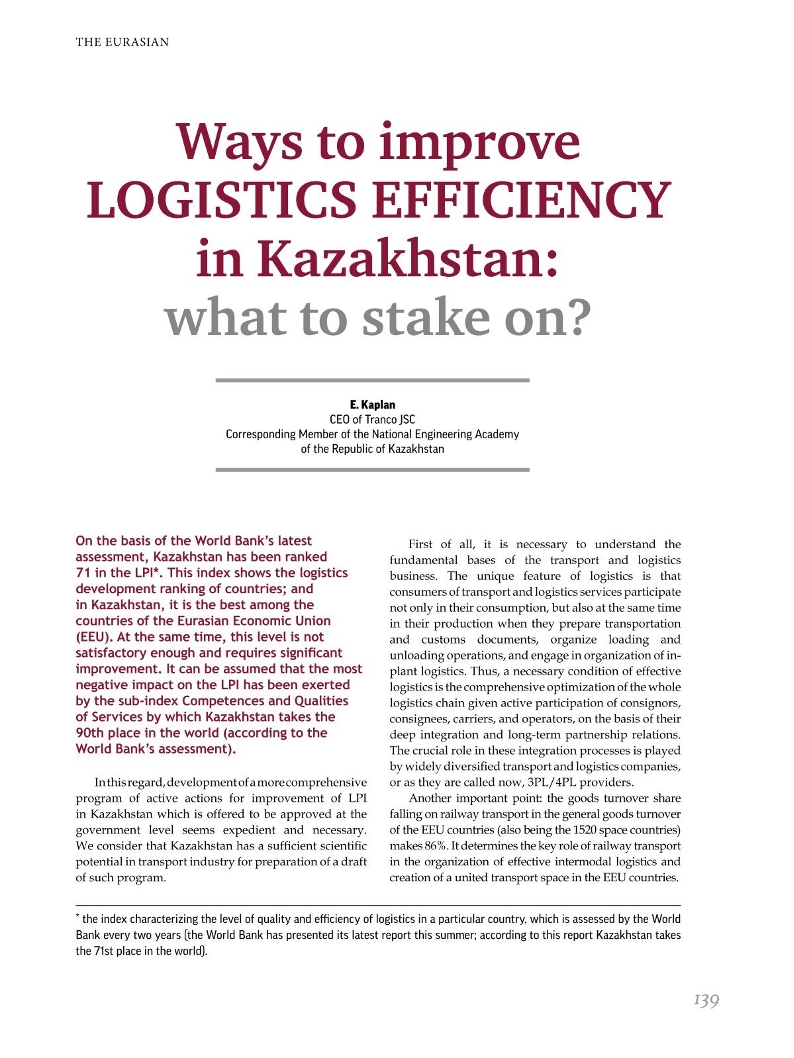 THE EURASIAN
Ways to improve
LOGISTICS EFFICIENCY
in Kazakhstan:
what to stake on?
E. Kaplan
CEO of Tranco JSC
Corresponding Member of the National Engineering Academy
of the Republic of Kazakhstan
On the basis of the World Bank's latest
assessment, Kazakhstan has been ranked
71 in the LPI*. This index shows the logistics
development ranking of countries; and
in Kazakhstan, it is the best among the
countries of the Eurasian Economic Union
(EEU). At the same time, this level is not
satisfactory enough and requires significant
improvement. It can be assumed that the most
negative impact on the LPI has been exerted
by the sub-index Competences and Qualities
of Services by which Kazakhstan takes the
90th place in the world (according to the
World Bank's assessment).
In this regard, development of a more comprehensive
program of active actions for improvement of LPI
in Kazakhstan which is offered to be approved at the
government level seems expedient and necessary.
We consider that Kazakhstan has a sufficient scientific
potential in transport industry for preparation of a draft
of such program.
First of all, it is necessary to understand the
fundamental bases of the transport and logistics
business. The unique feature of logistics is that
consumers of transport and logistics services participate
not only in their consumption, but also at the same time
in their production when they prepare transportation
and customs documents, organize loading and
unloading operations, and engage in organization of in-
plant logistics. Thus, a necessary condition of effective
logistics is the comprehensive optimization of the whole
logistics chain given active participation of consignors,
consignees, carriers, and operators, on the basis of their
deep integration and long-term partnership relations.
The crucial role in these integration processes is played
by widely diversified transport and logistics companies,
or as they are called now, 3PL/4PL providers.
Another important point: the goods turnover share
falling on railway transport in the general goods turnover
of the EEU countries (also being the 1520 space countries)
makes 86%. It determines the key role of railway transport
in the organization of effective intermodal logistics and
creation of a united transport space in the EEU countries.
* the index characterizing the level of quality and efficiency of logistics in a particular country, which is assessed by the World
Bank every two years (the World Bank has presented its latest report this summer; according to this report Kazakhstan takes
the 71st place in the world).
139